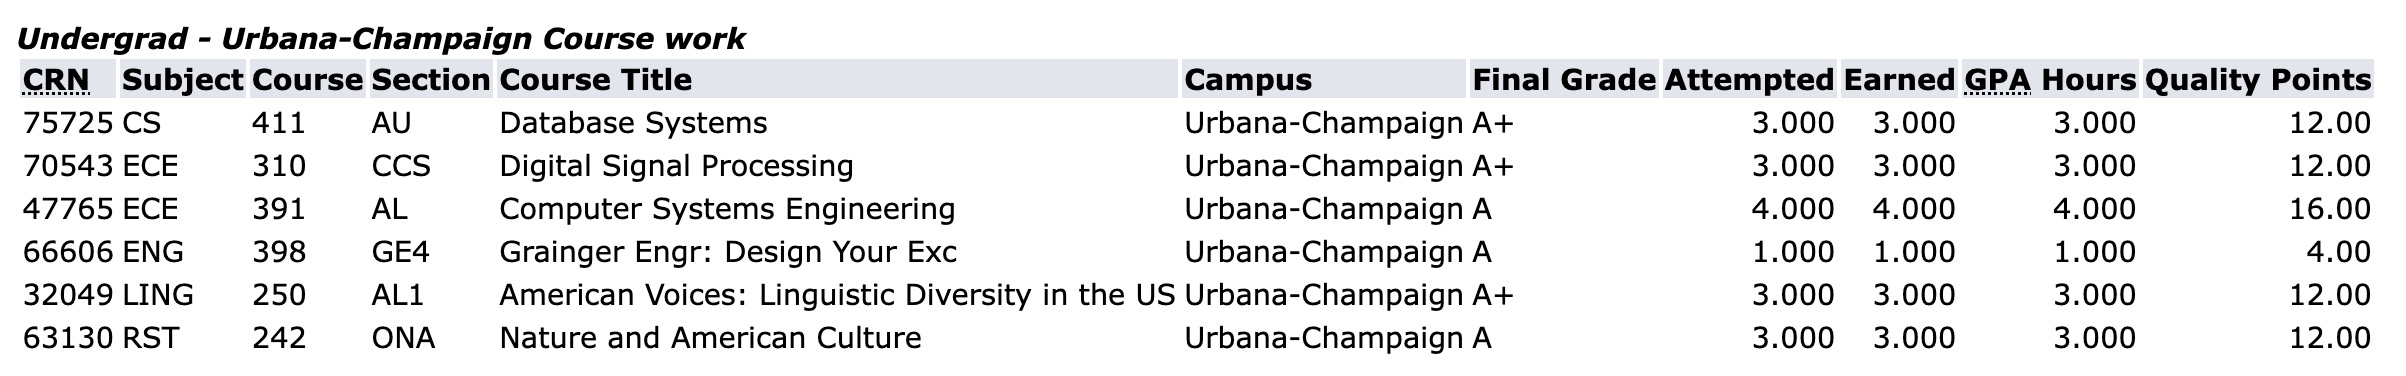 Undergrad - Urbana-Champaign Course work
CRN Subject Course Section Course Title Campus Final Grade Attempted Earned GPA Hours Quality Points
75725 CS 411 AU Database Systems Urbana-Champaign A+ 3.000 3.000 3.000 12.00
70543 ECE 310 CCS Digital Signal Processing Urbana-Champaign A+ 3.000 3.000 3.000 12.00
47765 ECE 391 AL Computer Systems Engineering Urbana-Champaign A 4.000 4.000 4.000 16.00
66606 ENG 398 GE4 Grainger Engr: Design Your Exc Urbana-Champaign A 1.000 1.000 1.000 4.00
32049 LING 250 AL1 American Voices: Linguistic Diversity in the US Urbana-Champaign A+ 3.000 3.000 3.000 12.00
63130 RST 242 ONA Nature and American Culture Urbana-Champaign A 3.000 3.000 3.000 12.00